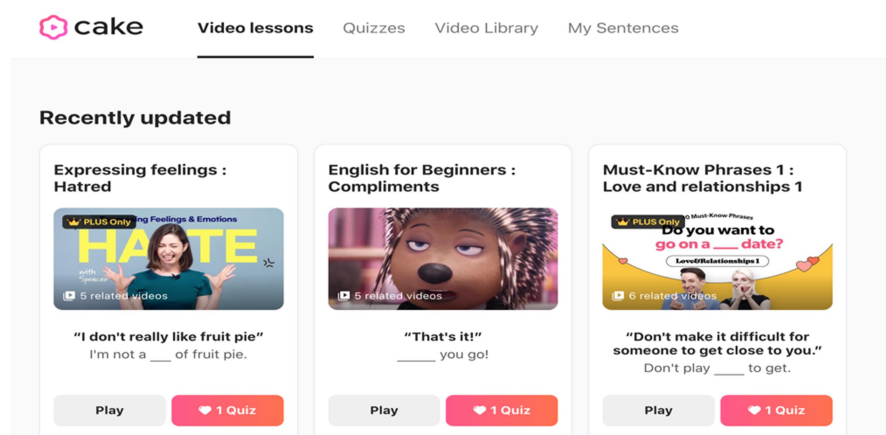 cake
Video lessons
Quizzes
Video Library
My Sentences
Recently updated
Expressing feelings :
Hatred
PLUS Only
ng Feelings & Emotions
HATE
with
Spencer
5 related videos
“I don't really like fruit pie”
I'm not a ___ of fruit pie.
Play
1 Quiz
English for Beginners :
Compliments
5 related videos
“That's it!”
_____ you go!
Play
1 Quiz
Must-Know Phrases 1 :
Love and relationships 1
PLUS Only
0 Must-Know Phrases
Do you want to
go on a ___ date?
Love&Relationships 1
6 related videos
“Don't make it difficult for
someone to get close to you.”
Don't play ____ to get.
Play
1 Quiz